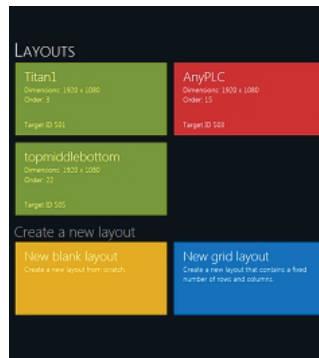 LAYOUTS
Titan1
Dimensions: 1920 x 1080
Order: 3
Target ID 501
AnyPLC
Dimensions: 1920 x 1080
Order: 15
Target ID 503
topmiddlebottom
Dimensions: 1920 x 1080
Order: 22
Target ID 505
Create a new layout
New blank layout
Create a new layout from scratch.
New grid layout
Create a new layout that contains a fixed
number of rows and columns.